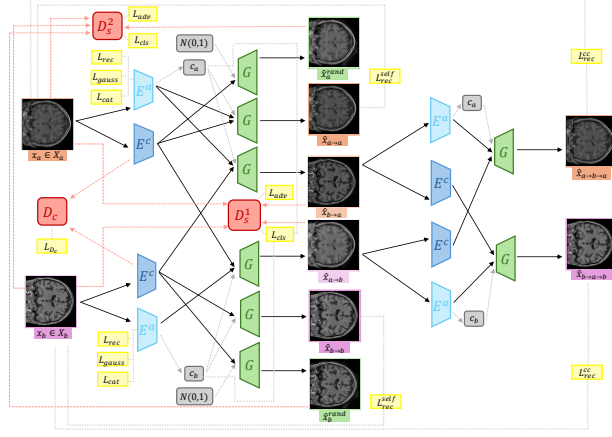 D_s^2
L_adv
L_cls
N(0,1)
G
x̂_a^rand
L_rec^cc
L_rec
L_gauss
L_cat
E^a
c_a
G
L_rec^self
x̂_a→a
x_a ∈ X_a
E^c
G
E^a
c_a
G
x̂_a→b→a
L_adv
x̂_b→a
E^c
D_c
L_D_c
D_s^1
L_cls
E^c
G
x̂_a→b
E^c
G
x̂_b→a→b
x_b ∈ X_b
E^a
L_rec
L_gauss
L_cat
G
x̂_b→b
E^a
c_b
c_b
N(0,1)
G
L_rec^self
x̂_b^rand
L_rec^cc